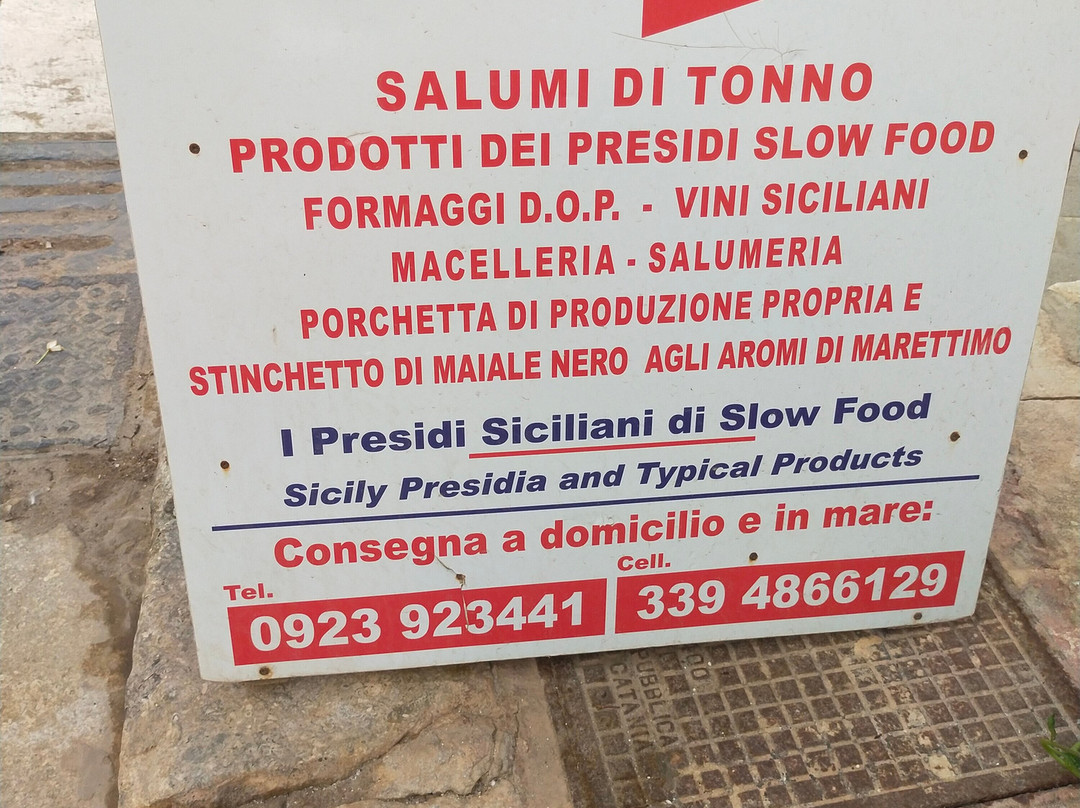 SALUMI DI TONNO
PRODOTTI DEI PRESIDI SLOW FOOD
FORMAGGI D.O.P. - VINI SICILIANI
MACELLERIA - SALUMERIA
PORCHETTA DI PRODUZIONE PROPRIA E
STINCHETTO DI MAIALE NERO AGLI AROMI DI MARETTIMO
I Presidi Siciliani di Slow Food
Sicily Presidia and Typical Products
Consegna a domicilio e in mare:
Tel.
0923 923441
Cell.
339 4866129
PUBBLICA
CATANIA